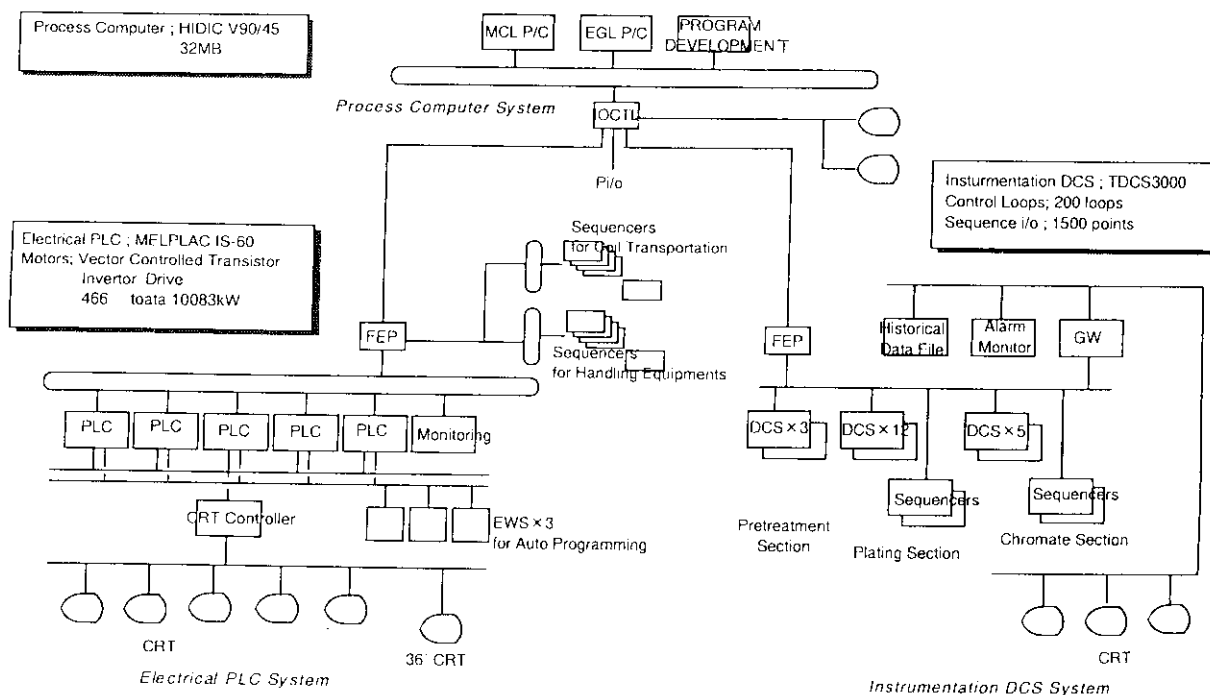 Process Computer ; HIDIC V90/45
32MB
MCL P/C
EGL P/C
PROGRAM
DEVELOPMENT
Process Computer System
IOCTL
Pi/o
Insturmentation DCS ; TDCS3000
Control Loops; 200 loops
Sequence i/o ; 1500 points
Electrical PLC ; MELPLAC IS-60
Motors; Vector Controlled Transistor
Invertor Drive
466 toata 10083kW
Sequencers
for Coil Transportation
FEP
Sequencers
for Handling Equipments
FEP
Historical
Data File
Alarm
Monitor
GW
PLC
PLC
PLC
PLC
PLC
Monitoring
DCS×3
DCS×12
DCS×5
Sequencers
Sequencers
CRT Controller
EWS×3
for Auto Programming
Pretreatment
Section
Plating Section
Chromate Section
CRT
36" CRT
CRT
Electrical PLC System
Instrumentation DCS System